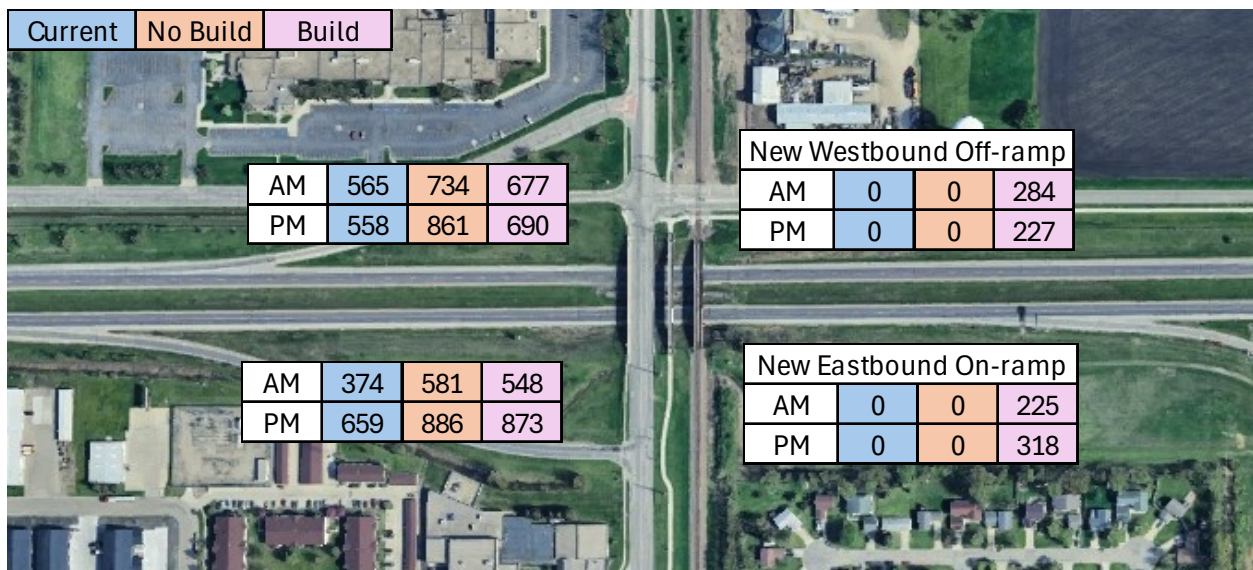 Current No Build Build
New Westbound Off-ramp
AM 565 734 677
PM 558 861 690
AM 0 0 284
PM 0 0 227
AM 374 581 548
PM 659 886 873
New Eastbound On-ramp
AM 0 0 225
PM 0 0 318